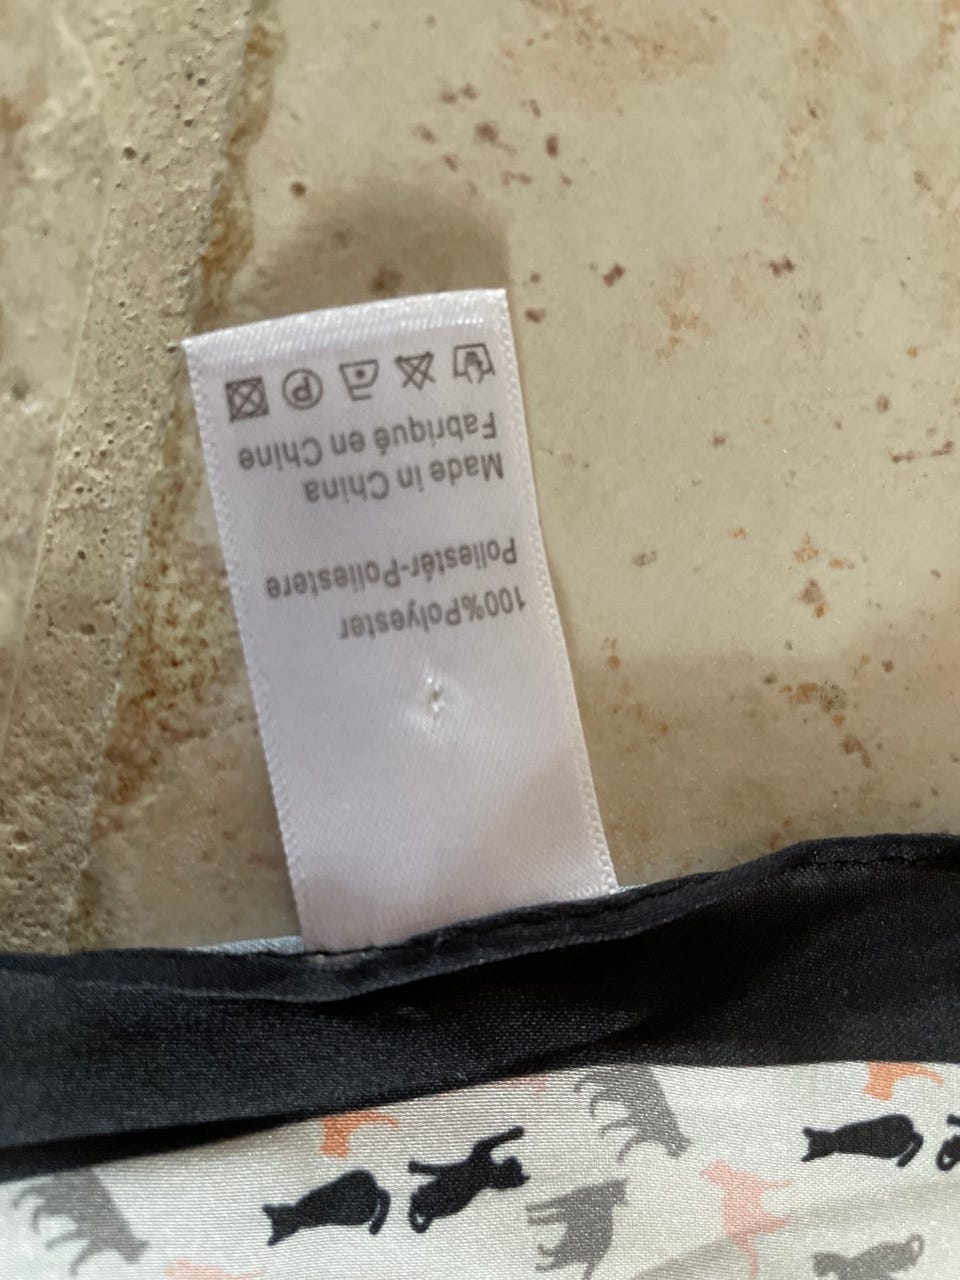 100%Polyester
Poliestér-Poliestere
Made in China
Fabriqué en Chine
P